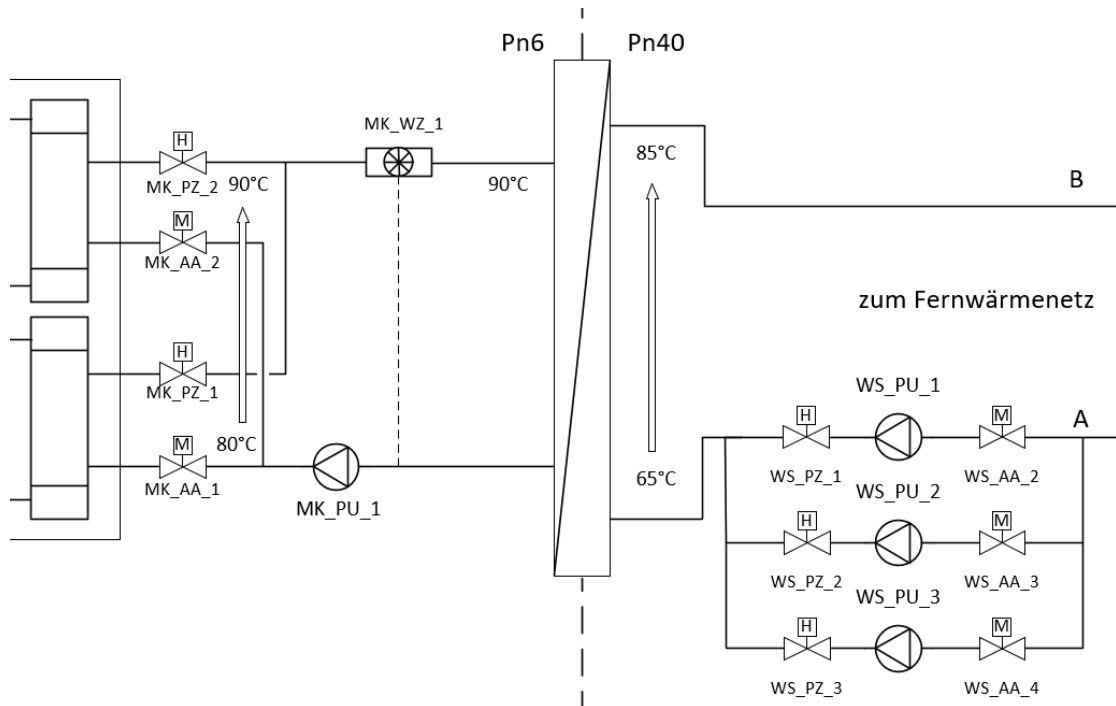 Pn6
Pn40
MK_WZ_1
H
MK_PZ_2
90°C
90°C
85°C
B
M
MK_AA_2
zum Fernwärmenetz
H
MK_PZ_1
WS_PU_1
H
M
A
WS_PZ_1
WS_AA_2
M
80°C
MK_AA_1
MK_PU_1
65°C
WS_PU_2
H
M
WS_PZ_2
WS_AA_3
WS_PU_3
H
M
WS_PZ_3
WS_AA_4